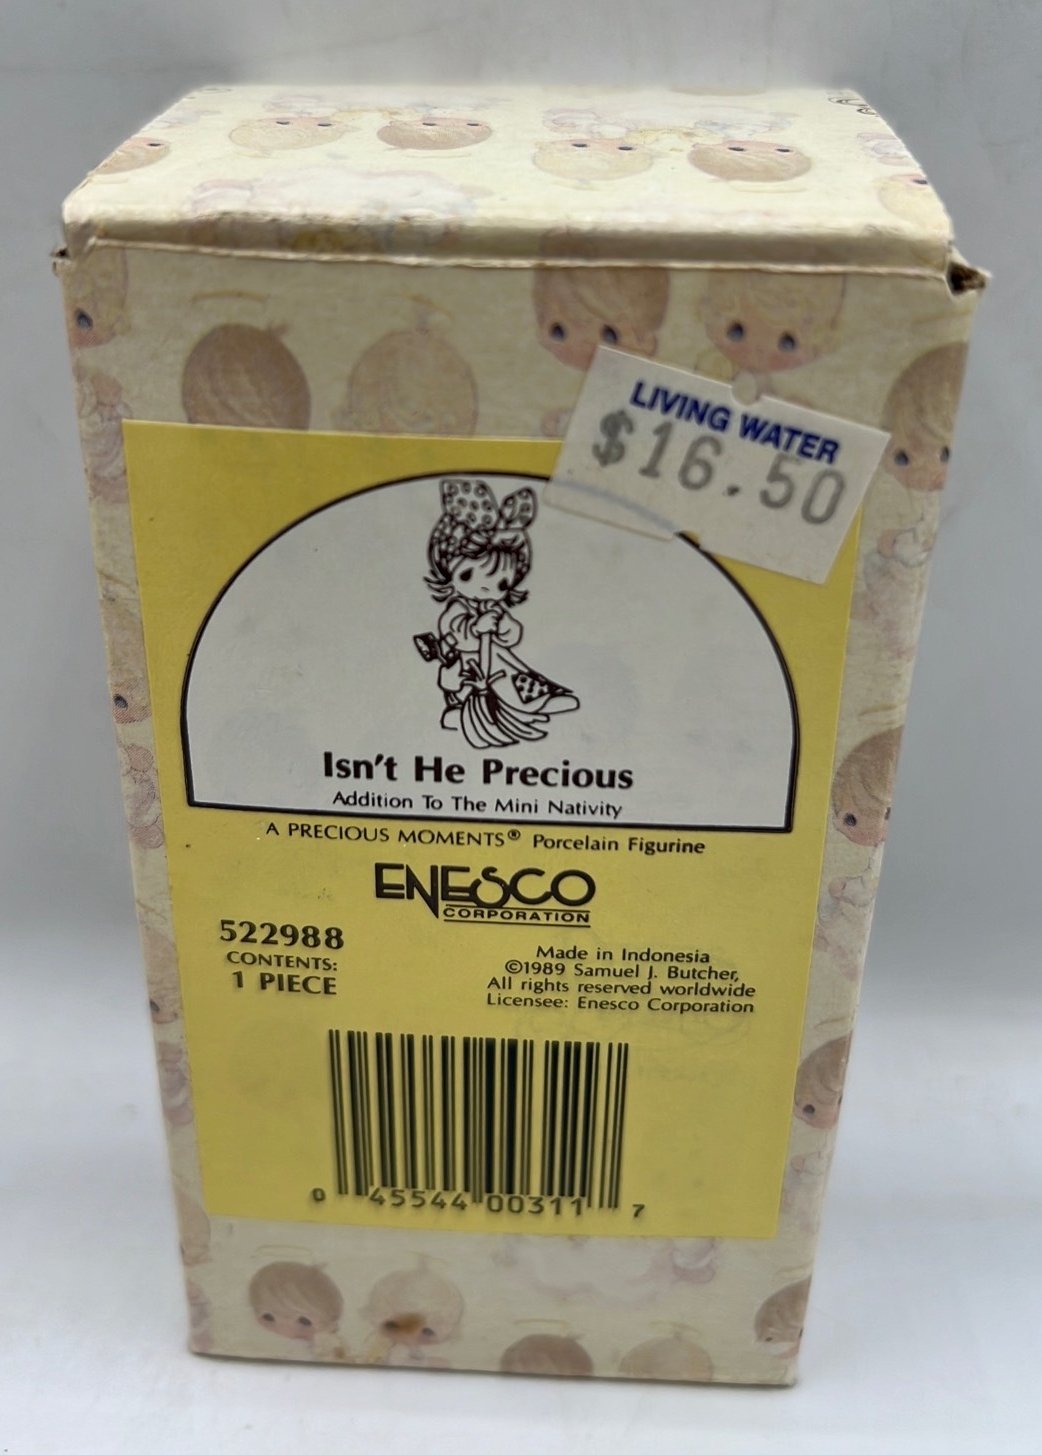 LIVING WATER
$16.50
Isn't He Precious
Addition To The Mini Nativity
A PRECIOUS MOMENTS® Porcelain Figurine
ENESCO
CORPORATION
522988
CONTENTS:
1 PIECE
Made in Indonesia
©1989 Samuel J. Butcher,
All rights reserved worldwide
Licensee: Enesco Corporation
0 45544 00311 7